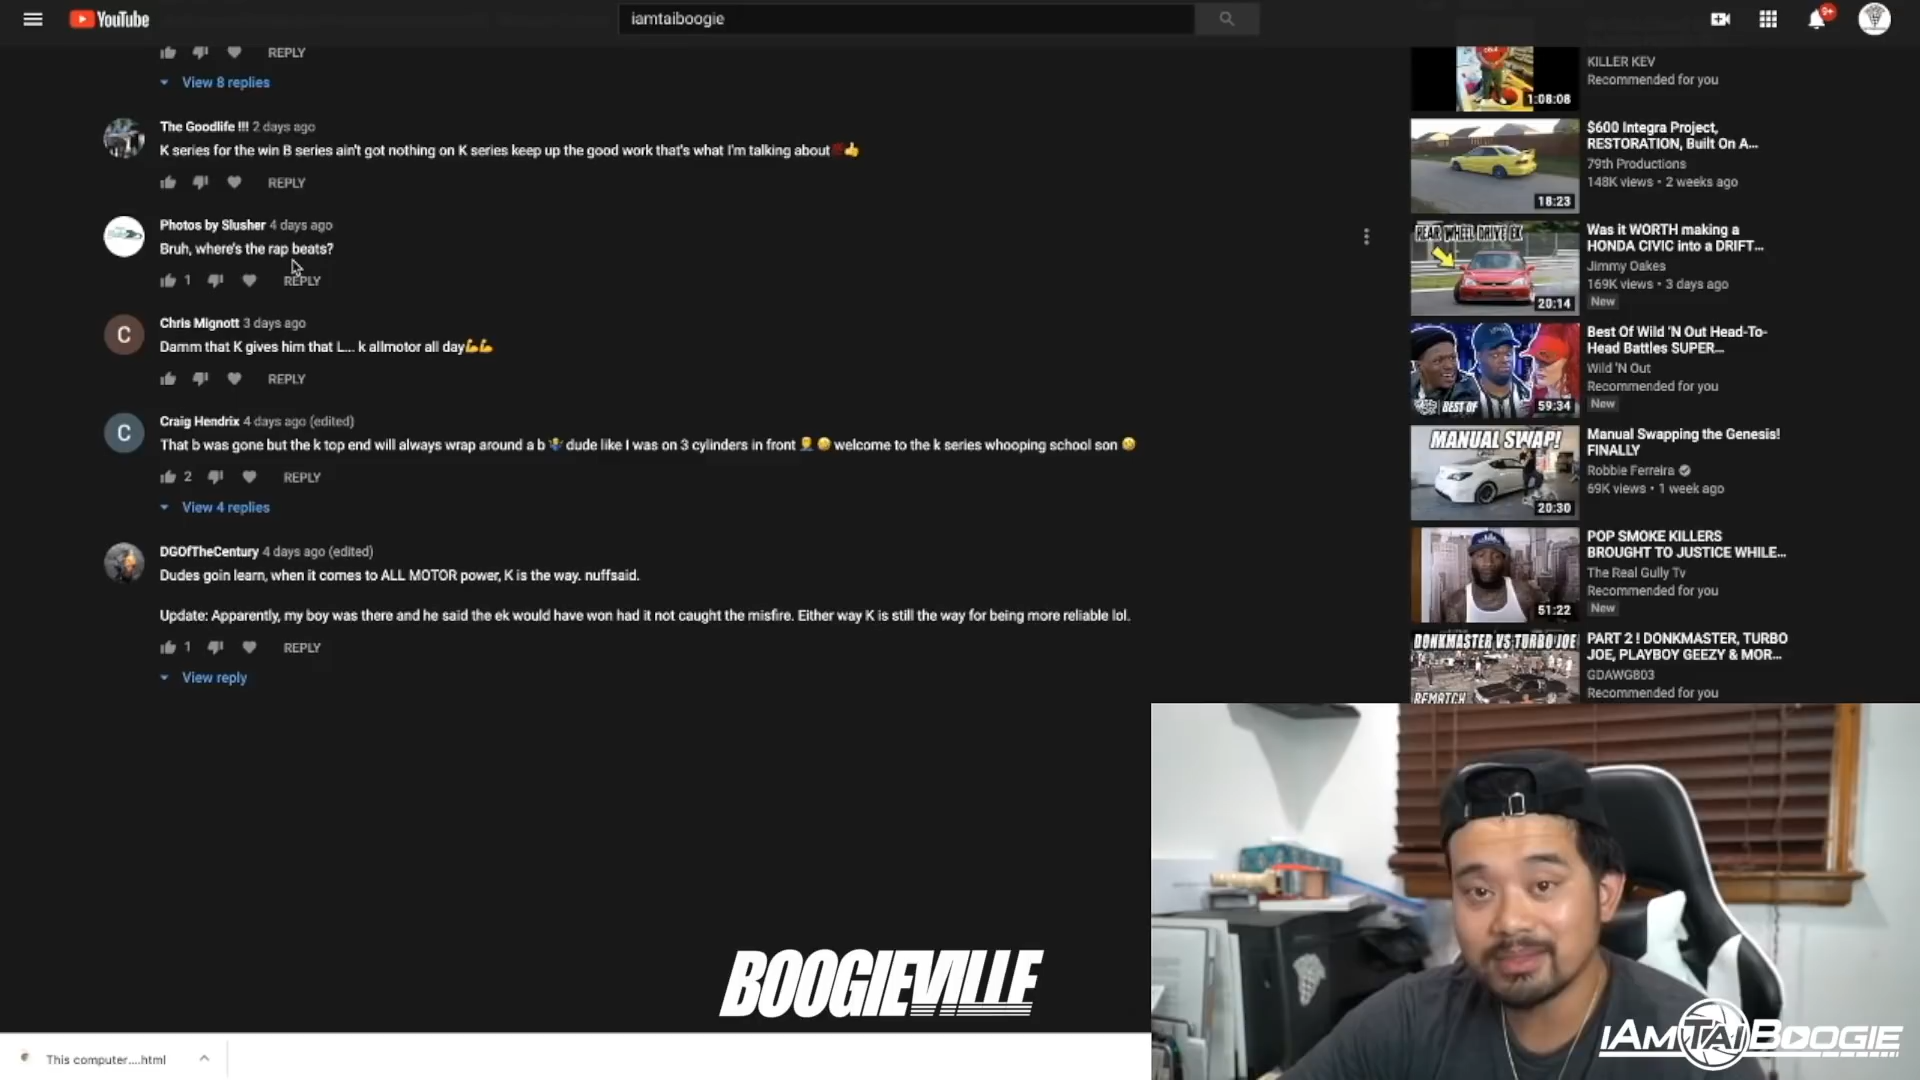 YouTube
iamtaiboogie
9+
REPLY
View 8 replies
The Goodlife !!! 2 days ago
K series for the win B series ain't got nothing on K series keep up the good work that's what I'm talking about
REPLY
Photos by Slusher 4 days ago
Bruh, where's the rap beats?
1 REPLY
C
Chris Mignott 3 days ago
Damm that K gives him that L... k allmotor all day💪💪
REPLY
C
Craig Hendrix 4 days ago (edited)
That b was gone but the k top end will always wrap around a b dude like I was on 3 cylinders in front welcome to the k series whooping school son
2 REPLY
View 4 replies
DGOfTheCentury 4 days ago (edited)
Dudes goin learn, when it comes to ALL MOTOR power, K is the way. nuffsaid.
Update: Apparently, my boy was there and he said the ek would have won had it not caught the misfire. Either way K is still the way for being more reliable lol.
1 REPLY
View reply
KILLER KEV
Recommended for you
1:08:08
$600 Integra Project,
RESTORATION, Built On A...
79th Productions
148K views • 2 weeks ago
18:23
REAR WHEEL DRIVE EK
Was it WORTH making a
HONDA CIVIC into a DRIFT...
Jimmy Oakes
169K views • 3 days ago
New
20:14
Best Of Wild 'N Out Head-To-
Head Battles SUPER...
Wild 'N Out
Recommended for you
New
BEST OF
59:34
MANUAL SWAP!
Manual Swapping the Genesis!
FINALLY
Robbie Ferreira
69K views • 1 week ago
20:30
POP SMOKE KILLERS
BROUGHT TO JUSTICE WHILE...
The Real Gully Tv
Recommended for you
New
51:22
DONKMASTER VS TURBO JOE
REMATCH
PART 2 ! DONKMASTER, TURBO
JOE, PLAYBOY GEEZY & MOR...
GDAWG803
Recommended for you
BOOGIEVILLE
This computer....html
IAMTAIBOOGIE